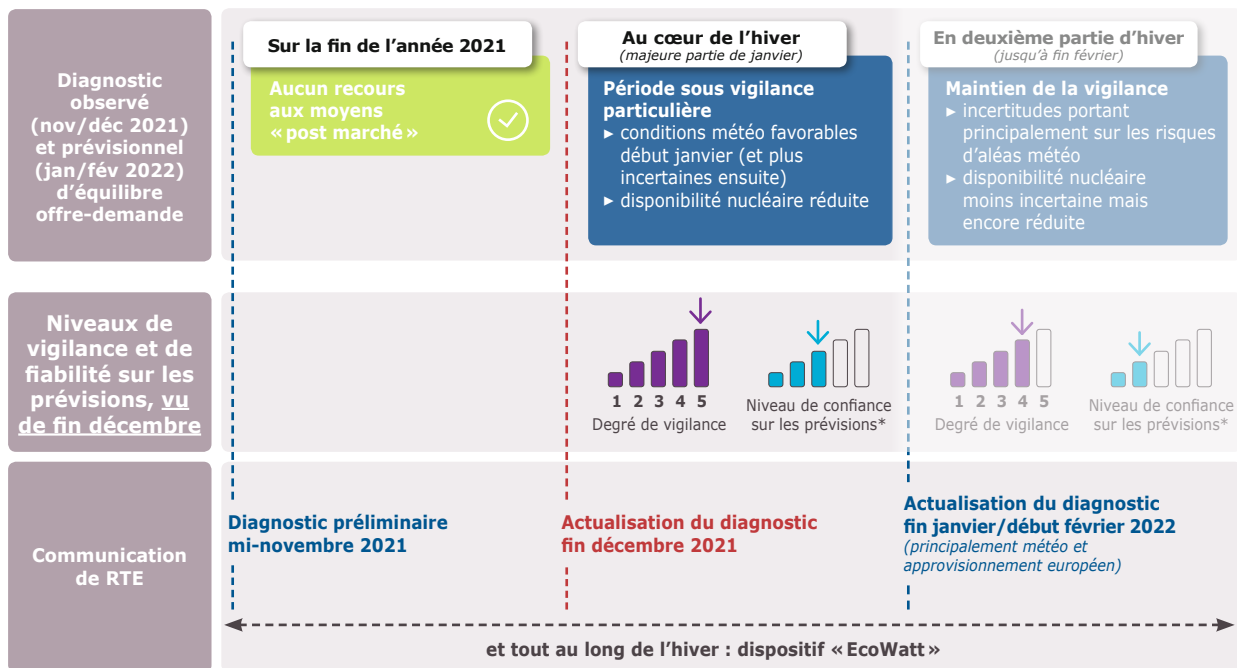 Diagnostic
observé
(nov/déc 2021)
et prévisionnel
(jan/fév 2022)
d'équilibre
offre-demande
Sur la fin de l'année 2021
Aucun recours
aux moyens
« post marché »
Au cœur de l'hiver
(majeure partie de janvier)
Période sous vigilance
particulière
► conditions météo favorables
début janvier (et plus
incertaines ensuite)
► disponibilité nucléaire réduite
En deuxième partie d'hiver
(jusqu'à fin février)
Maintien de la vigilance
► incertitudes portant
principalement sur les risques
d'aléas météo
► disponibilité nucléaire
moins incertaine mais
encore réduite
Niveaux de
vigilance et de
fiabilité sur les
prévisions, vu
de fin décembre
1 2 3 4 5
Degré de vigilance
Niveau de confiance
sur les prévisions*
1 2 3 4 5
Degré de vigilance
Niveau de confiance
sur les prévisions*
Communication
de RTE
Diagnostic préliminaire
mi-novembre 2021
Actualisation du diagnostic
fin décembre 2021
Actualisation du diagnostic
fin janvier/début février 2022
(principalement météo et
approvisionnement européen)
et tout au long de l'hiver : dispositif « EcoWatt »